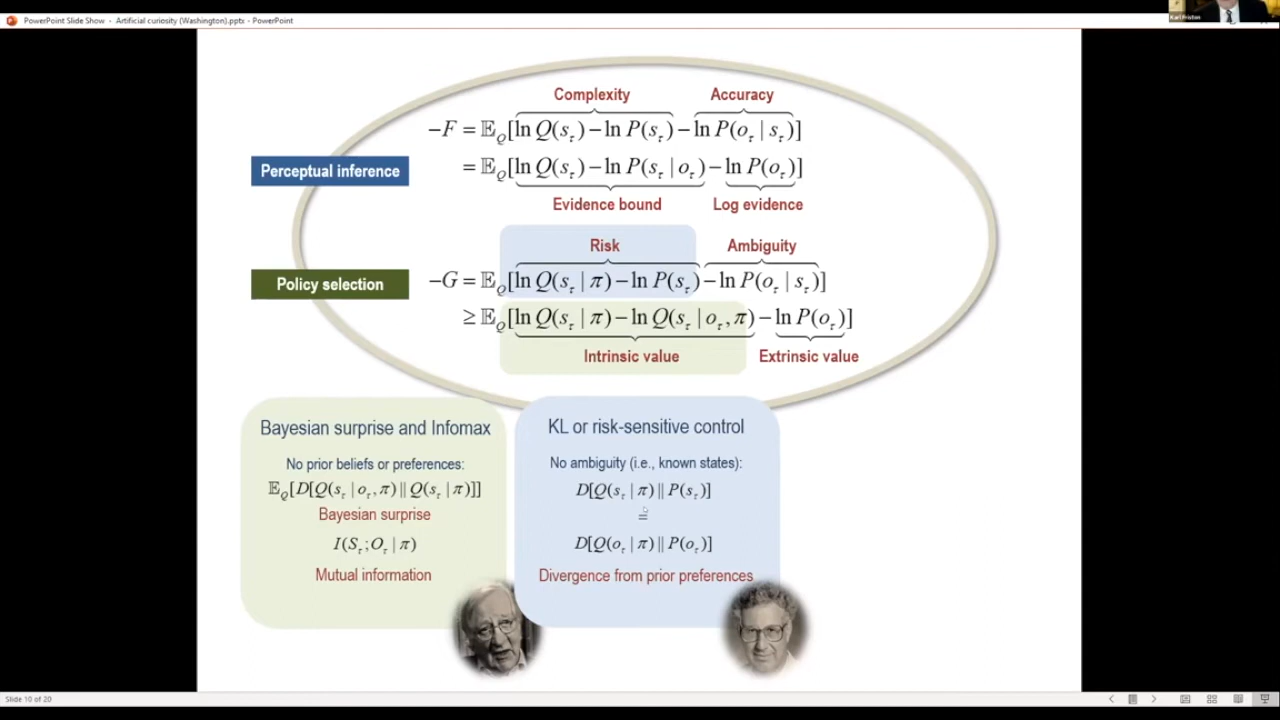 PowerPoint Slide Show - Artificial curiosity (Washington).pptx - PowerPoint
Karl Friston
Complexity Accuracy
−F = 𝔼_Q[ln Q(s_τ) − ln P(s_τ) − ln P(o_τ | s_τ)]
Perceptual inference
= 𝔼_Q[ln Q(s_τ) − ln P(s_τ | o_τ) − ln P(o_τ)]
Evidence bound Log evidence
Risk Ambiguity
Policy selection
−G = 𝔼_Q[ln Q(s_τ | π) − ln P(s_τ) − ln P(o_τ | s_τ)]
≥ 𝔼_Q[ln Q(s_τ | π) − ln Q(s_τ | o_τ, π) − ln P(o_τ)]
Intrinsic value Extrinsic value
Bayesian surprise and Infomax
No prior beliefs or preferences:
𝔼_Q[D[Q(s_τ | o_τ, π) || Q(s_τ | π)]]
Bayesian surprise
I(S_τ; O_τ | π)
Mutual information
KL or risk-sensitive control
No ambiguity (i.e., known states):
D[Q(s_τ | π) || P(s_τ)]
=
D[Q(o_τ | π) || P(o_τ)]
Divergence from prior preferences
Slide 10 of 20